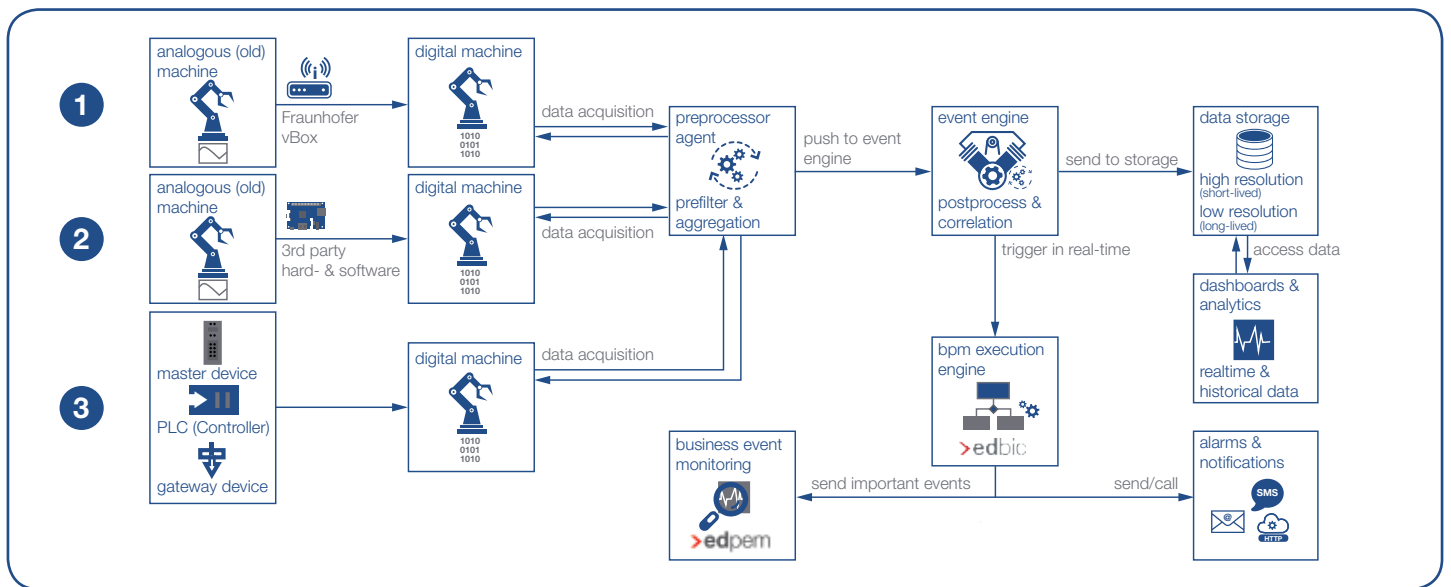 1
analogous (old)
machine
Fraunhofer
vBox
digital machine
1010
0101
1010
data acquisition
2
analogous (old)
machine
3rd party
hard- & software
digital machine
1010
0101
1010
data acquisition
3
master device
PLC (Controller)
gateway device
digital machine
1010
0101
1010
data acquisition
preprocessor
agent
prefilter &
aggregation
push to event
engine
event engine
postprocess &
correlation
send to storage
data storage
high resolution
(short-lived)
low resolution
(long-lived)
trigger in real-time
access data
dashboards &
analytics
realtime &
historical data
bpm execution
engine
>edbic
business event
monitoring
>edpem
send important events
send/call
alarms &
notifications
SMS
@
HTTP